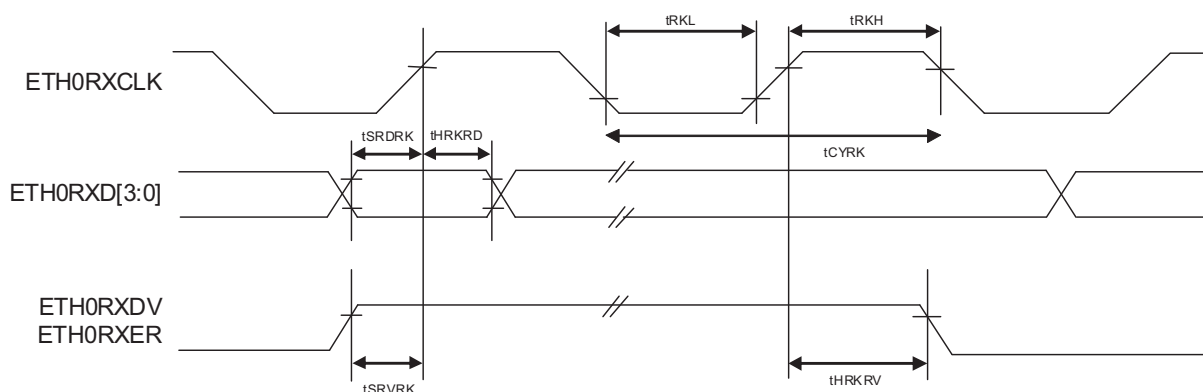 tRKL
tRKH
ETH0RXCLK
tSRDRK
tHRKRD
tCYRK
ETH0RXD[3:0]
ETH0RXDV
ETH0RXER
tSRVRK
tHRKRV